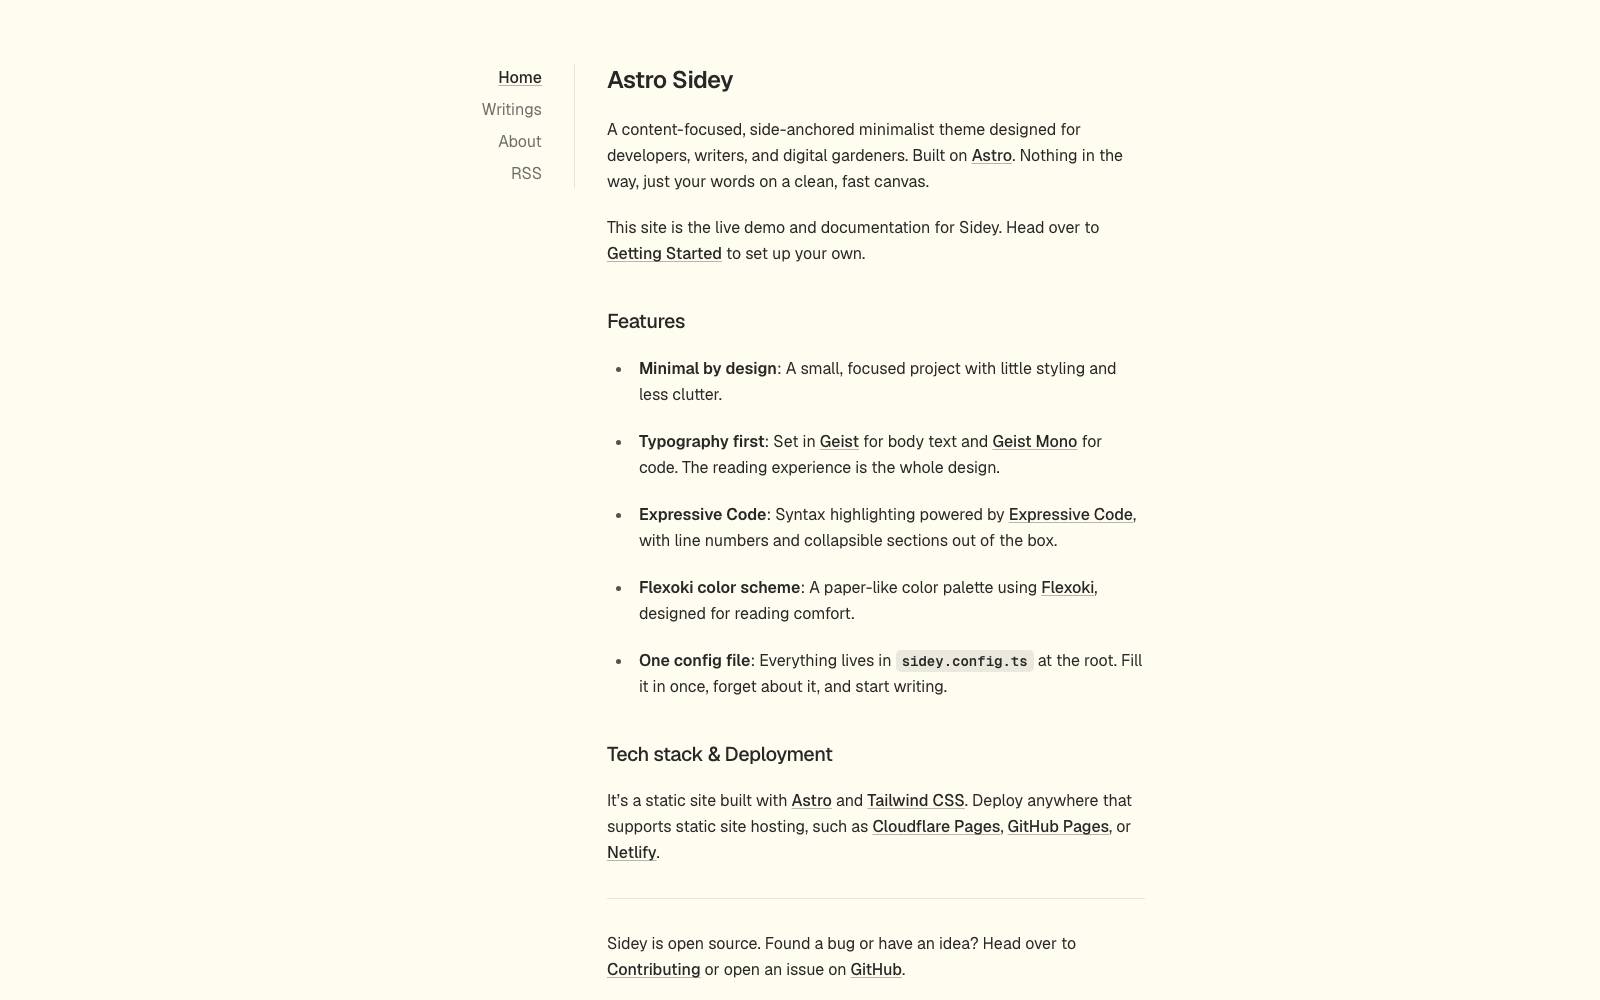 Home
Writings
About
RSS
Astro Sidey
A content-focused, side-anchored minimalist theme designed for
developers, writers, and digital gardeners. Built on Astro. Nothing in the
way, just your words on a clean, fast canvas.
This site is the live demo and documentation for Sidey. Head over to
Getting Started to set up your own.
Features
• Minimal by design: A small, focused project with little styling and
less clutter.
• Typography first: Set in Geist for body text and Geist Mono for
code. The reading experience is the whole design.
• Expressive Code: Syntax highlighting powered by Expressive Code,
with line numbers and collapsible sections out of the box.
• Flexoki color scheme: A paper-like color palette using Flexoki,
designed for reading comfort.
• One config file: Everything lives in sidey.config.ts at the root. Fill
it in once, forget about it, and start writing.
Tech stack & Deployment
It’s a static site built with Astro and Tailwind CSS. Deploy anywhere that
supports static site hosting, such as Cloudflare Pages, GitHub Pages, or
Netlify.
Sidey is open source. Found a bug or have an idea? Head over to
Contributing or open an issue on GitHub.